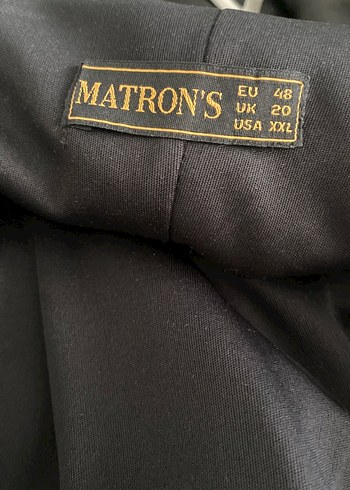 MATRON'S
EU 48
UK 20
USA XXL